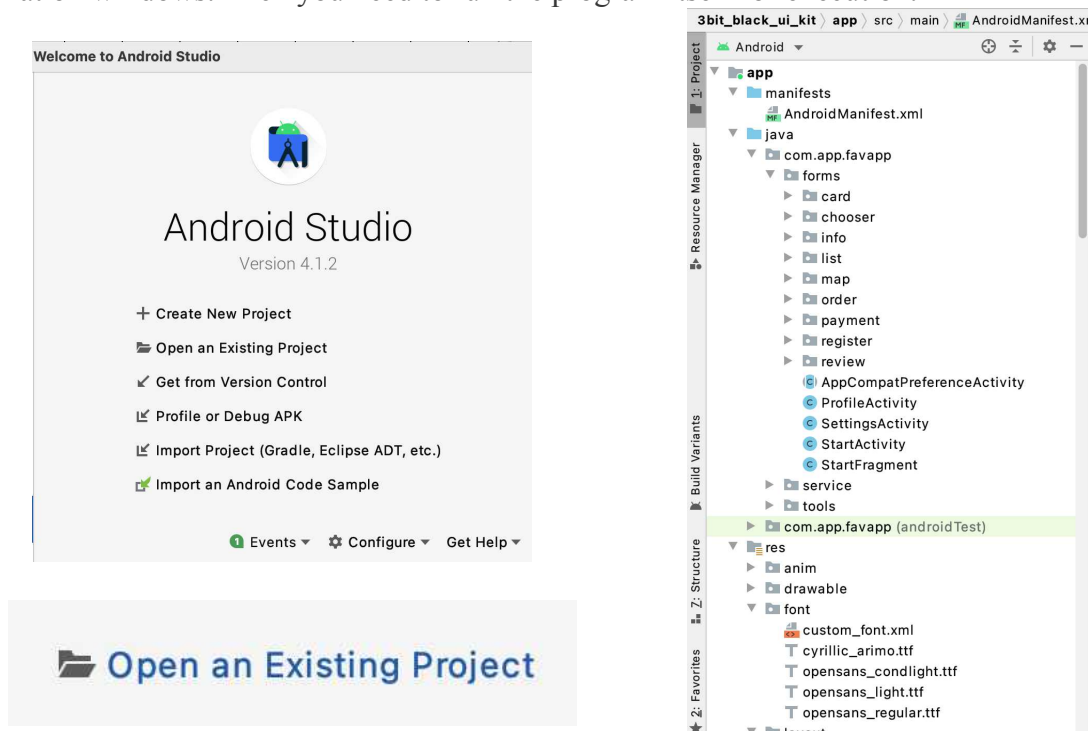 Welcome to Android Studio
Android Studio
Version 4.1.2
Create New Project
Open an Existing Project
Get from Version Control
Profile or Debug APK
Import Project (Gradle, Eclipse ADT, etc.)
Import an Android Code Sample
1 Events Configure Get Help
Open an Existing Project
3bit_black_ui_kit app src main AndroidManifest.x
Android
1: Project
Resource Manager
Build Variants
Z: Structure
2: Favorites
app
manifests
MF AndroidManifest.xml
java
com.app.favapp
forms
card
chooser
info
list
map
order
payment
register
review
C AppCompatPreferenceActivity
C ProfileActivity
C SettingsActivity
C StartActivity
C StartFragment
service
tools
com.app.favapp (androidTest)
res
anim
drawable
font
custom_font.xml
cyrillic_arimo.ttf
opensans_condlight.ttf
opensans_light.ttf
opensans_regular.ttf